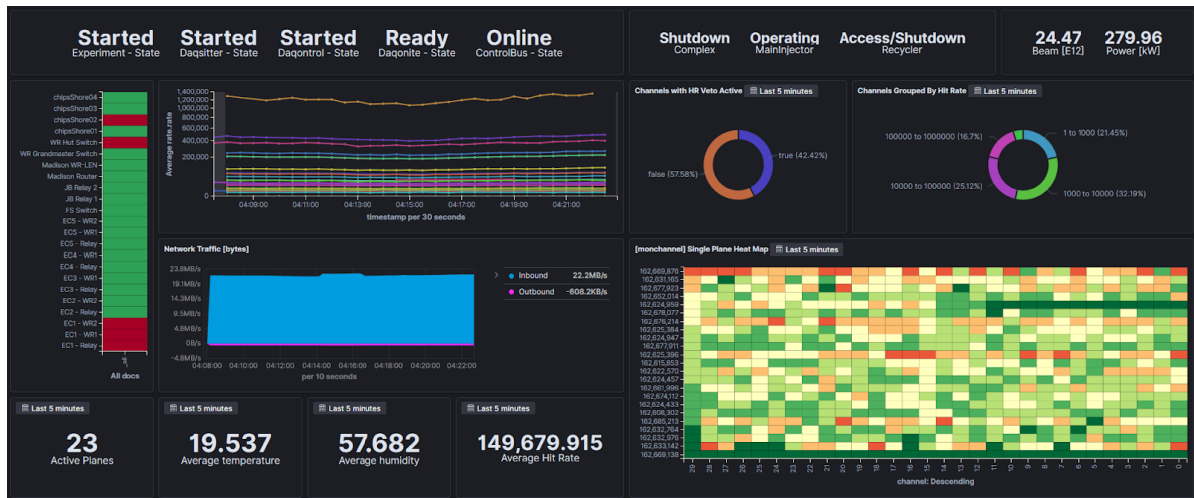 Started Started Started Ready Online
Experiment - State Daqsitter - State Daqontrol - State Daqonite - State ControlBus - State
Shutdown Operating Access/Shutdown
Complex MainInjector Recycler
24.47 279.96
Beam [E12] Power [kW]
chipsShore04
chipsShore03
chipsShore02
chipsShore01
WR Hut Switch
WR Grandmaster Switch
Madison WR-LEN
Madison Router
JB Relay 2
JB Relay 1
FS Switch
EC5 - WR2
EC5 - WR1
EC5 - Relay
EC4 - WR1
EC4 - Relay
EC3 - WR1
EC3 - Relay
EC2 - WR2
EC2 - Relay
EC1 - WR2
EC1 - WR1
EC1 - Relay
All docs
Average rate.rate
1,400,000
1,200,000
1,000,000
800,000
600,000
400,000
200,000
0
04:09:00 04:11:00 04:13:00 04:15:00 04:17:00 04:19:00 04:21:00
timestamp per 30 seconds
Channels with HR Veto Active Last 5 minutes
true (42.42%)
false (57.58%)
Channels Grouped By Hit Rate Last 5 minutes
100000 to 1000000 (16.7%)
1 to 1000 (21.45%)
10000 to 100000 (25.12%)
1000 to 10000 (32.19%)
Network Traffic [bytes]
23.8MB/s
19.1MB/s
14.3MB/s
9.5MB/s
4.8MB/s
0B/s
-4.8MB/s
04:08:00 04:10:00 04:12:00 04:14:00 04:16:00 04:18:00 04:20:00 04:22:00
per 10 seconds
Inbound 22.2MB/s
Outbound -608.2KB/s
[monchannel] Single Plane Heat Map Last 5 minutes
162,669,876
162,631,165
162,677,923
162,652,014
162,624,959
162,678,077
162,676,214
162,625,384
162,624,947
162,677,911
162,625,396
162,615,853
162,622,570
162,624,457
162,661,996
162,674,112
162,624,433
162,608,302
162,685,213
162,632,764
162,632,976
162,633,142
162,669,138
29 28 27 26 25 24 23 22 21 20 19 18 17 16 15 14 13 12 11 10 9 8 7 6 5 4 3 2 1 0
channel: Descending
Last 5 minutes
23
Active Planes
Last 5 minutes
19.537
Average temperature
Last 5 minutes
57.682
Average humidity
Last 5 minutes
149,679.915
Average Hit Rate